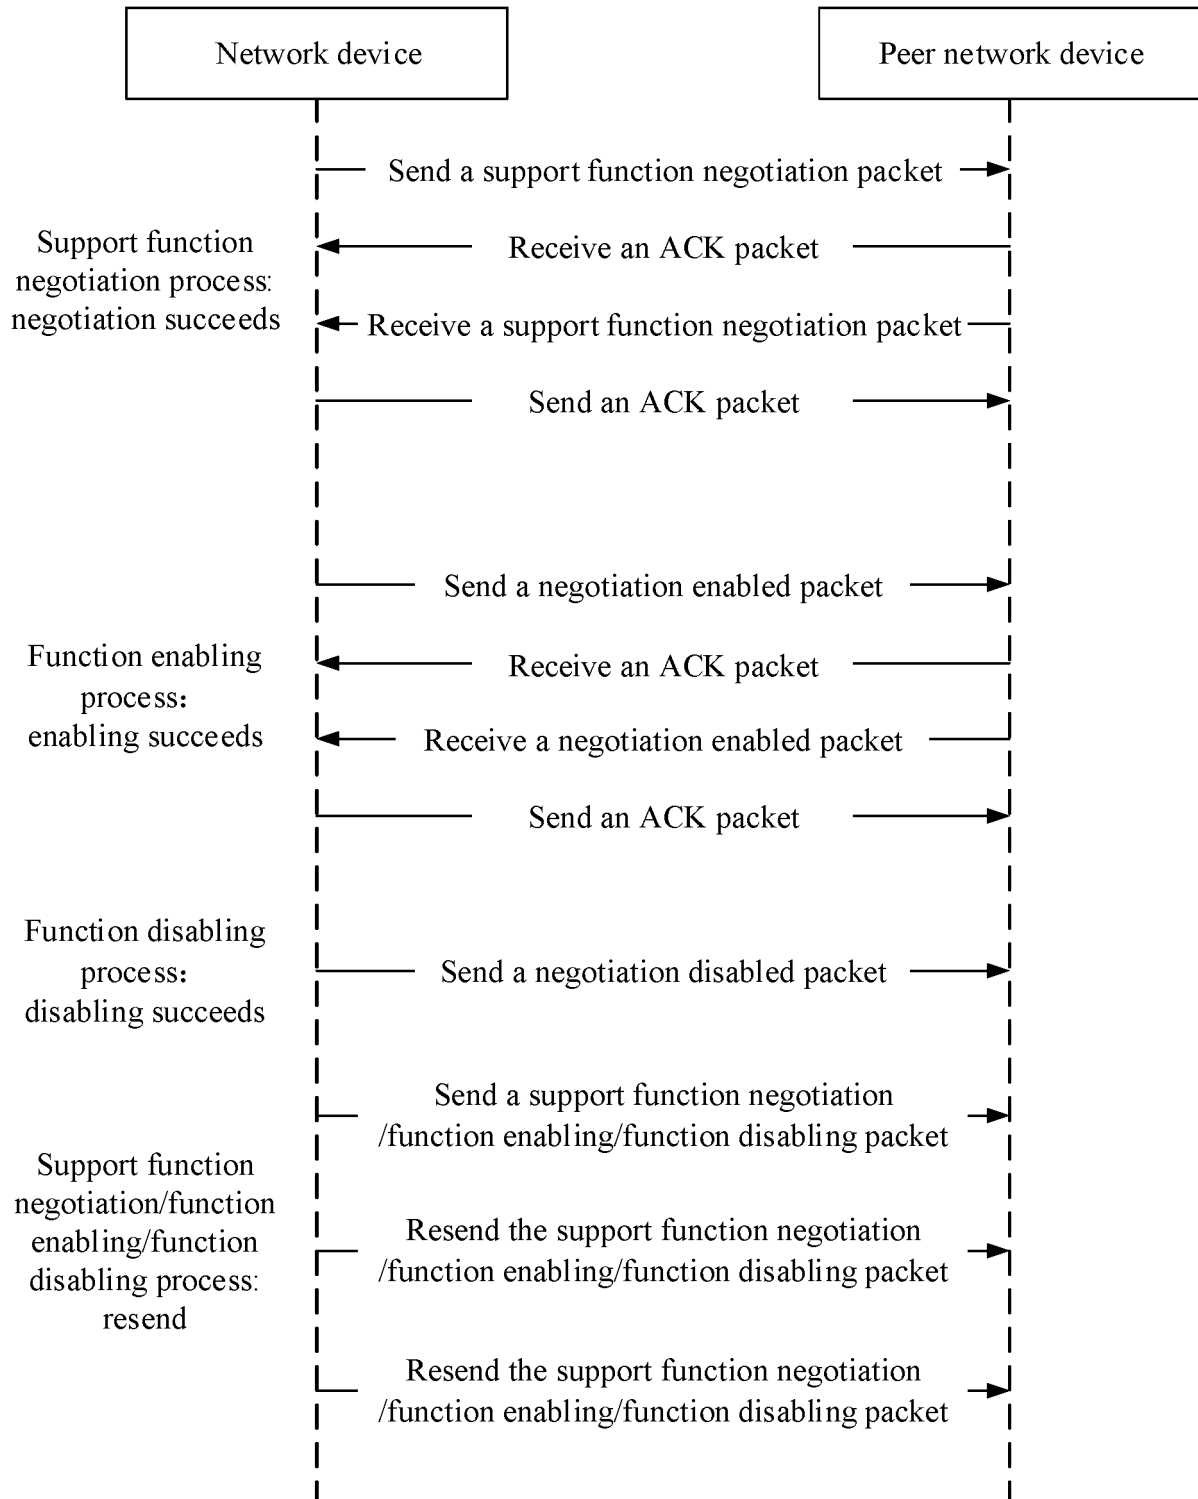 Network device
Peer network device
Send a support function negotiation packet
Support function
negotiation process:
negotiation succeeds
Receive an ACK packet
Receive a support function negotiation packet
Send an ACK packet
Send a negotiation enabled packet
Function enabling
process：
enabling succeeds
Receive an ACK packet
Receive a negotiation enabled packet
Send an ACK packet
Function disabling
process：
disabling succeeds
Send a negotiation disabled packet
Send a support function negotiation
/function enabling/function disabling packet
Support function
negotiation/function
enabling/function
disabling process:
resend
Resend the support function negotiation
/function enabling/function disabling packet
Resend the support function negotiation
/function enabling/function disabling packet